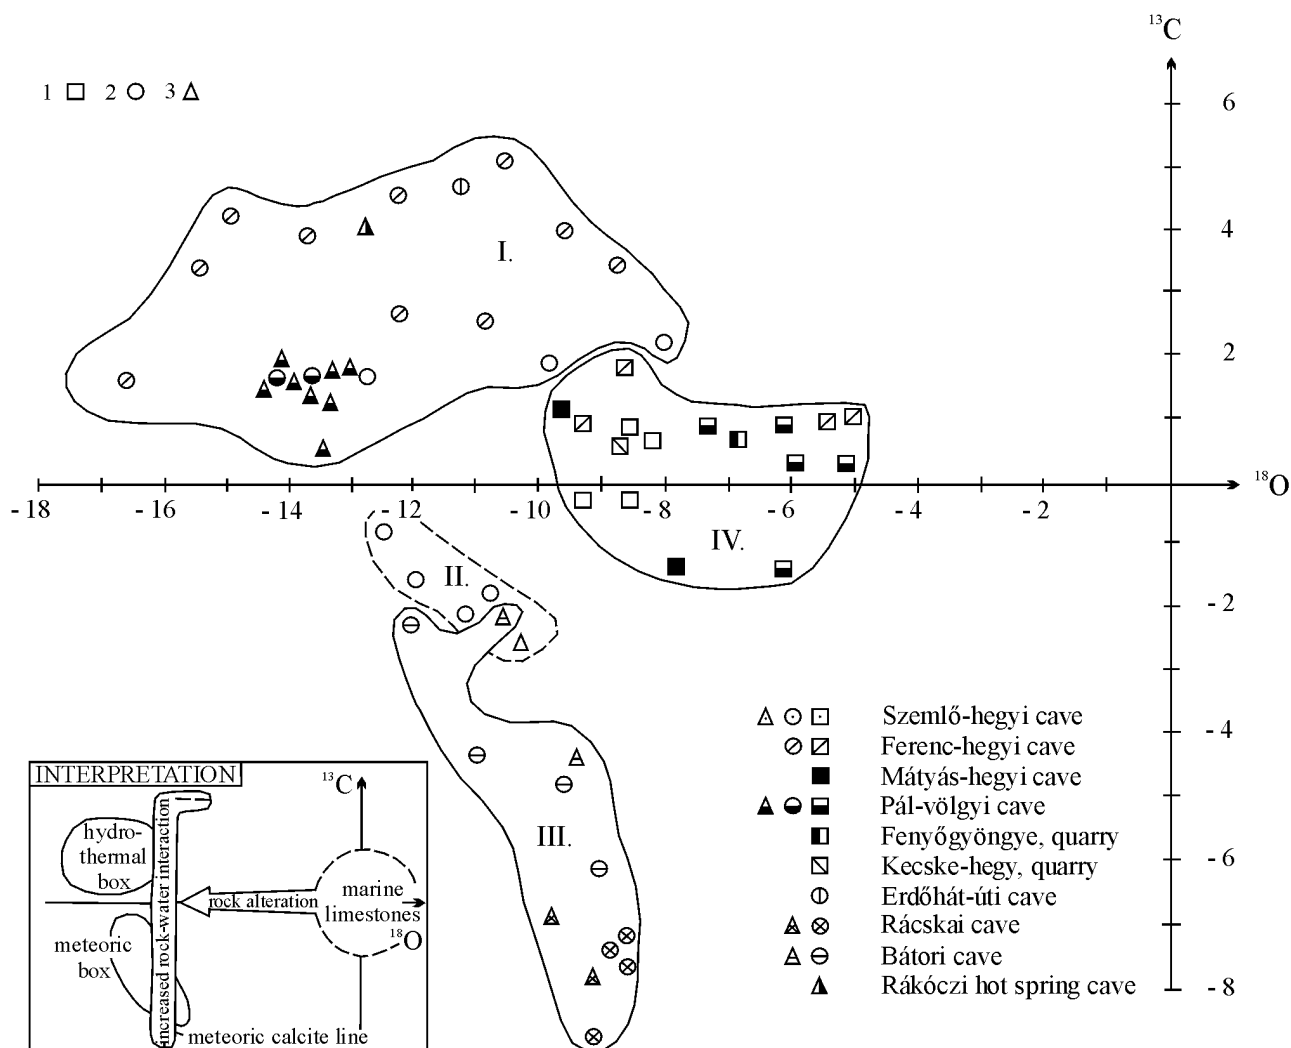 13C
1 2 3
6
4
I.
2
18O
- 18 - 16 - 14 - 12 - 10 - 8 - 6 - 4 - 2
IV.
II.
- 2
Szemlő-hegyi cave
- 4
Ferenc-hegyi cave
INTERPRETATION
Mátyás-hegyi cave
13C
Pál-völgyi cave
III.
Fenyőgyöngye, quarry
hydro-
thermal
box
- 6
Kecske-hegy, quarry
increased rock-water interaction
rock alteration
marine
limestones
18O
Erdőhát-úti cave
Rácskai cave
meteoric
box
Bátori cave
Rákóczi hot spring cave
- 8
meteoric calcite line